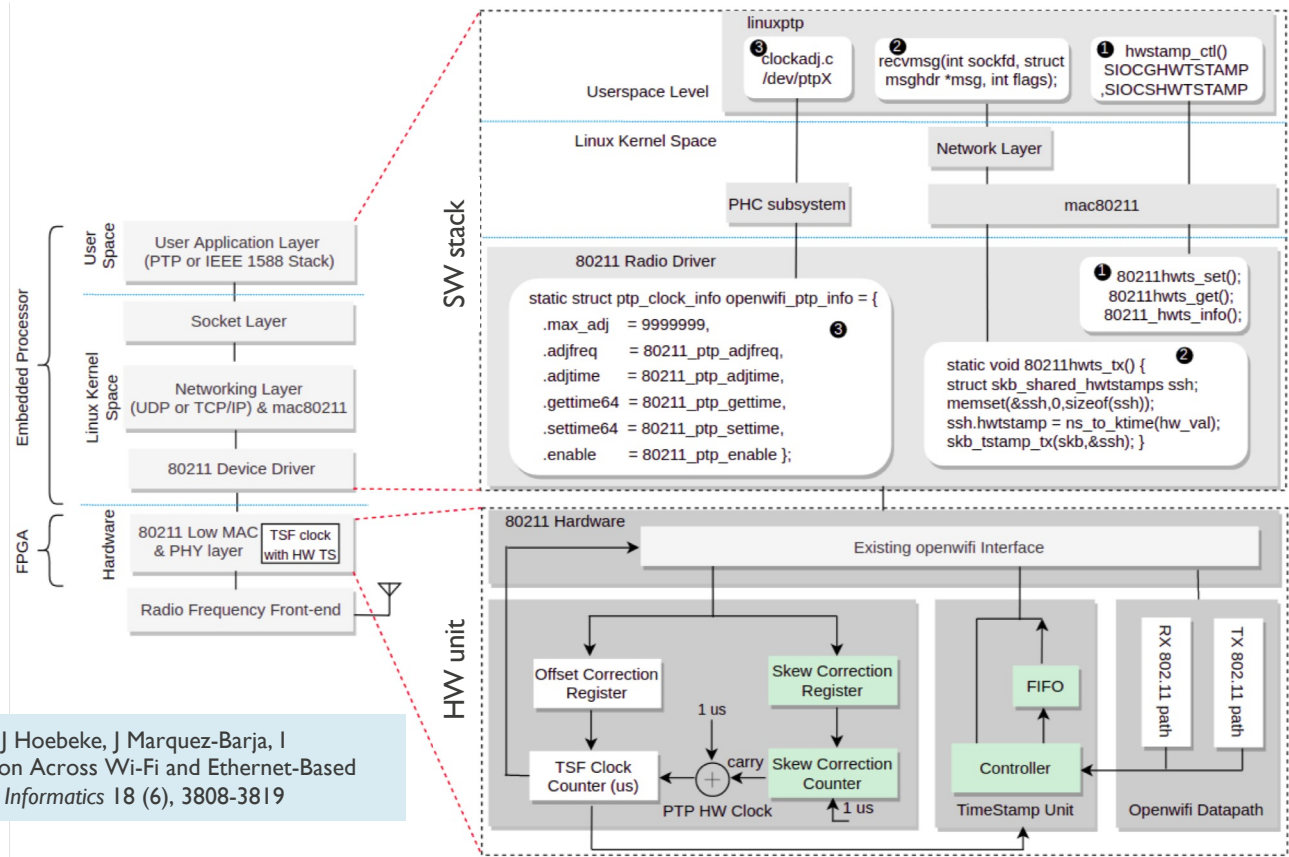 Embedded Processor
FPGA
User
Space
Linux Kernel
Space
Hardware
User Application Layer
(PTP or IEEE 1588 Stack)
Socket Layer
Networking Layer
(UDP or TCP/IP) & mac80211
80211 Device Driver
80211 Low MAC
& PHY layer
TSF clock
with HW TS
Radio Frequency Front-end
J Hoebeke, J Marquez-Barja, I
on Across Wi-Fi and Ethernet-Based
Informatics 18 (6), 3808-3819
SW stack
linuxptp
Userspace Level
3
clockadj.c
/dev/ptpX
2
recvmsg(int sockfd, struct
msghdr *msg, int flags);
1
hwstamp_ctl()
SIOCGHWTSTAMP
,SIOCSHWTSTAMP
Linux Kernel Space
Network Layer
PHC subsystem
mac80211
80211 Radio Driver
static struct ptp_clock_info openwifi_ptp_info = {
.max_adj = 9999999,
3
.adjfreq = 80211_ptp_adjfreq,
.adjtime = 80211_ptp_adjtime,
.gettime64 = 80211_ptp_gettime,
.settime64 = 80211_ptp_settime,
.enable = 80211_ptp_enable };
1 80211hwts_set();
80211hwts_get();
80211_hwts_info();
2
static void 80211hwts_tx() {
struct skb_shared_hwtstamps ssh;
memset(&ssh,0,sizeof(ssh));
ssh.hwtstamp = ns_to_ktime(hw_val);
skb_tstamp_tx(skb,&ssh); }
HW unit
80211 Hardware
Existing openwifi Interface
Offset Correction
Register
Skew Correction
Register
1 us
TSF Clock
Counter (us)
carry
Skew Correction
Counter
1 us
PTP HW Clock
FIFO
Controller
TimeStamp Unit
RX 802.11 path
TX 802.11 path
Openwifi Datapath